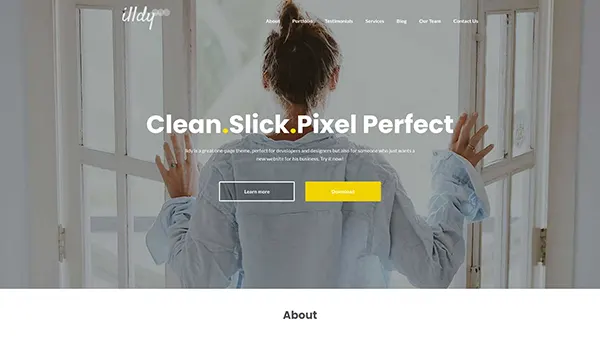 illdy
About Portfolio Testimonials Services Blog Our Team Contact Us
Clean.Slick.Pixel Perfect
Illdy is a great one-page theme, perfect for developers and designers but also for someone who just wants a
new website for his business. Try it now!
Learn more Download
About